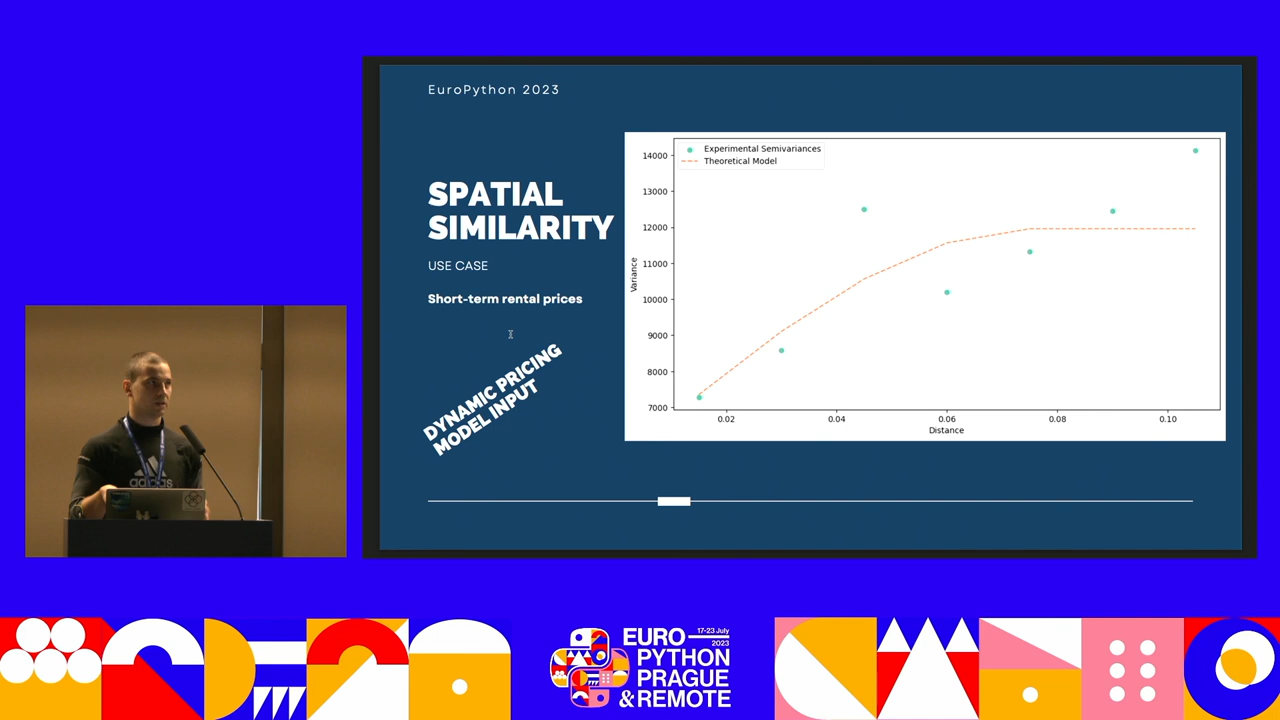 EuroPython 2023
SPATIAL
SIMILARITY
USE CASE
Short-term rental prices
DYNAMIC PRICING
MODEL INPUT
Experimental Semivariances
Theoretical Model
14000
13000
12000
11000
10000
9000
8000
7000
Variance
0.02
0.04
0.06
0.08
0.10
Distance
adidas
EURO
17-23 July
2023
PYTHON
PRAGUE
&REMOTE